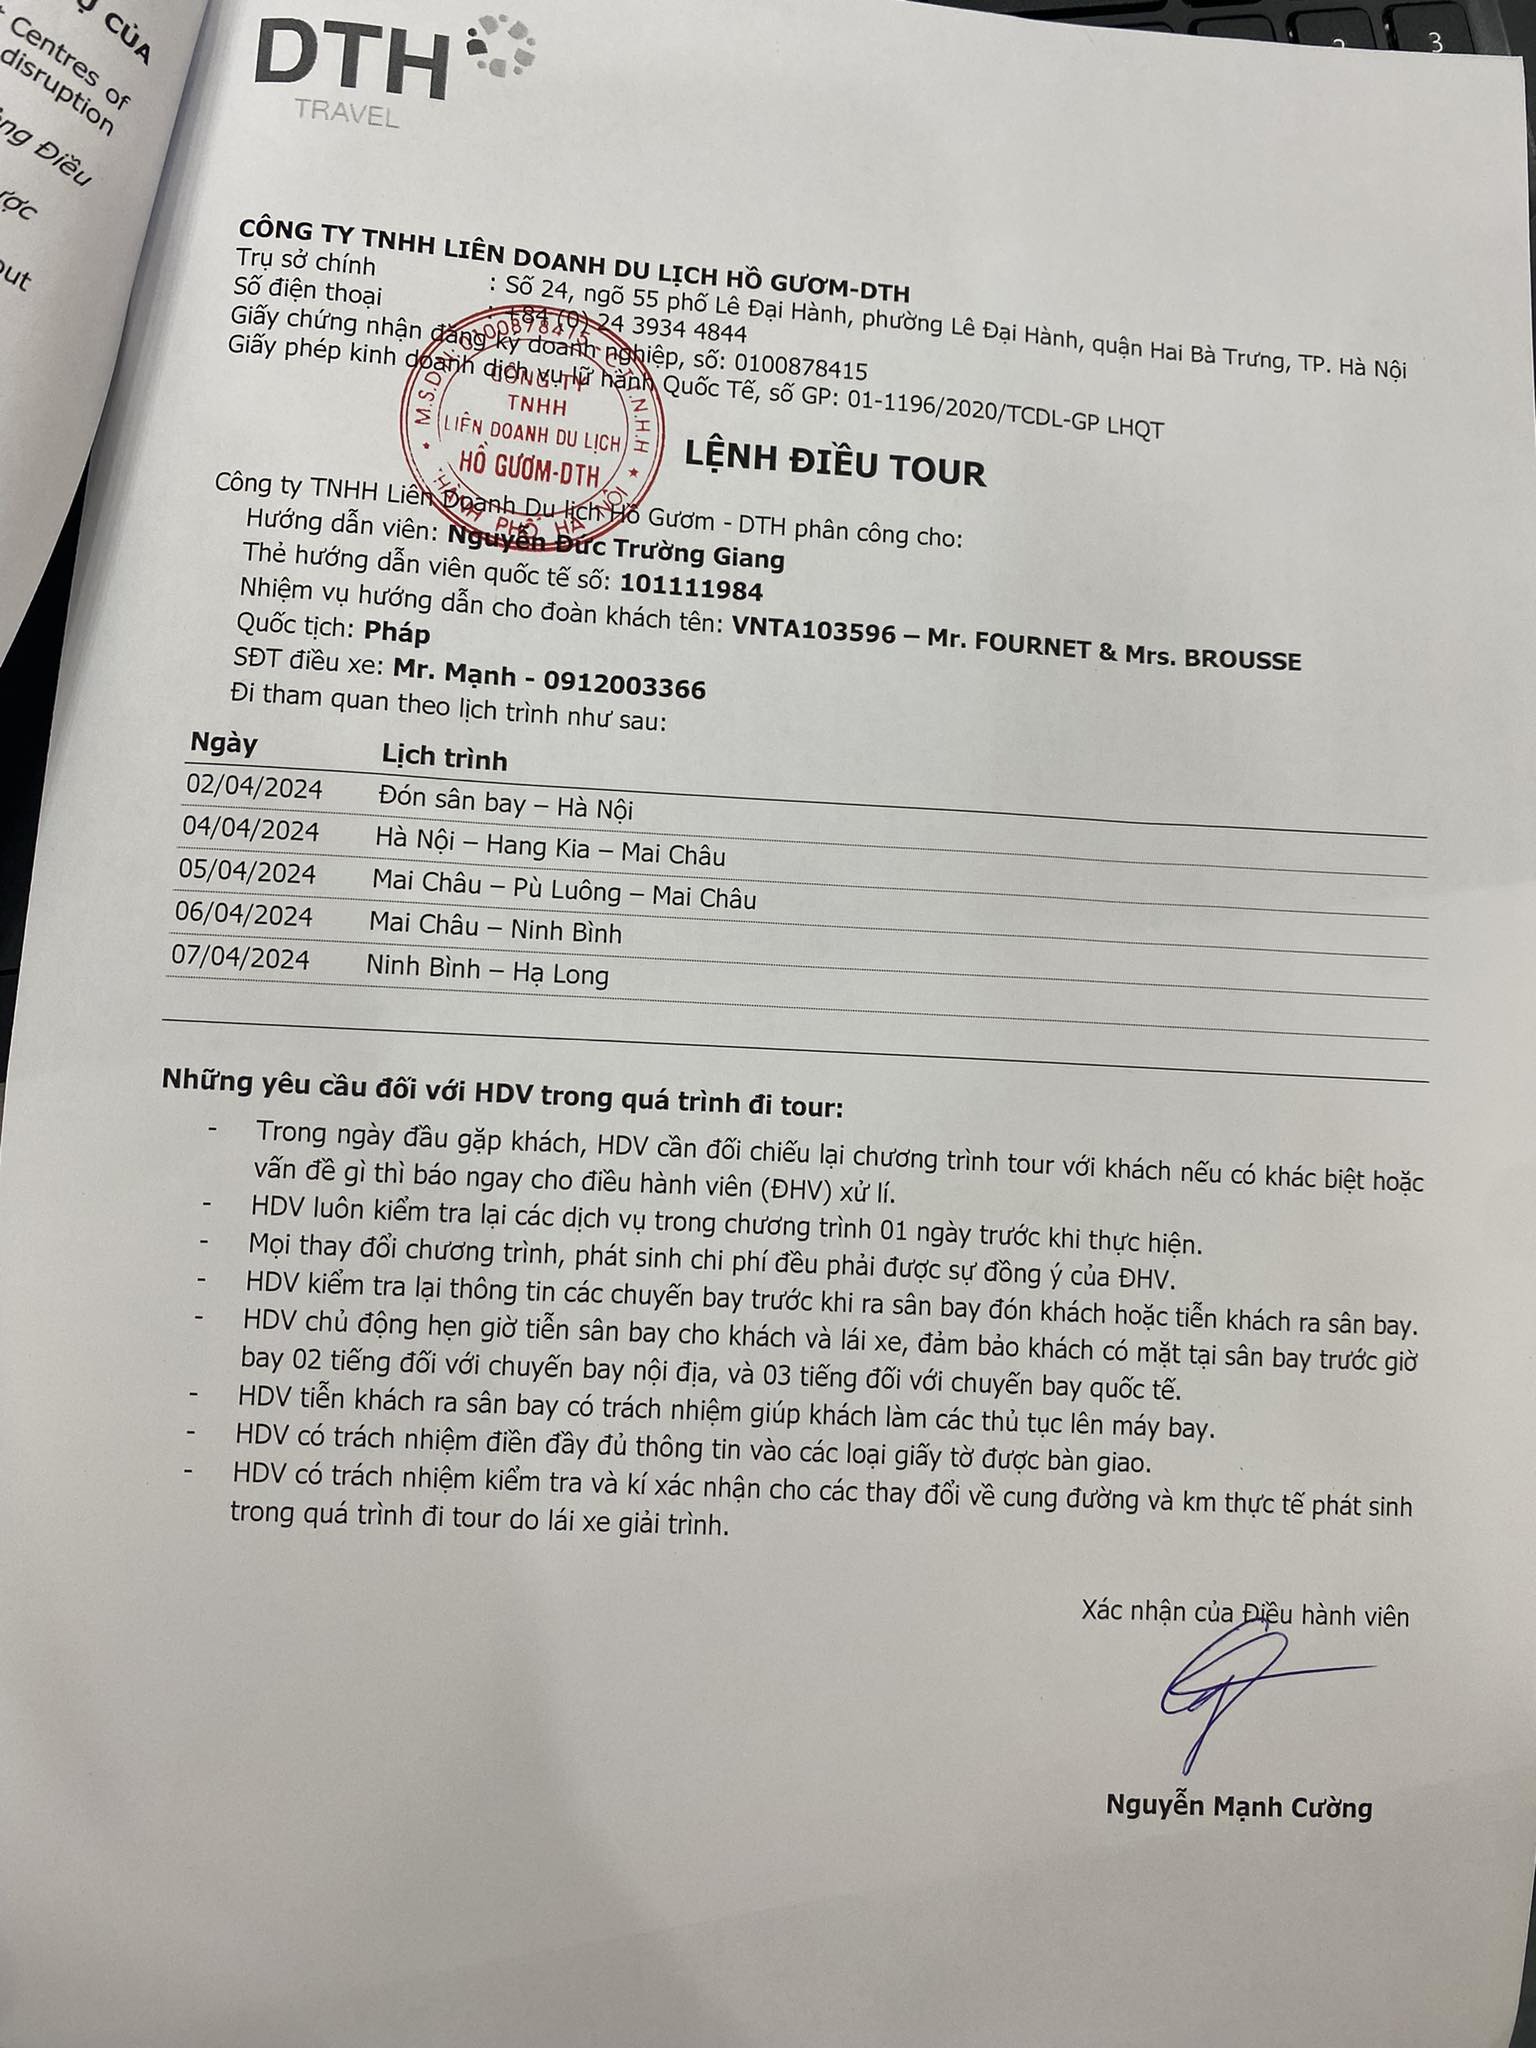 CỦA
Centres of
disruption
Điều
DTH
TRAVEL
3
CÔNG TY TNHH LIÊN DOANH DU LỊCH HỒ GƯƠM-DTH
Trụ sở chính : Số 24, ngõ 55 phố Lê Đại Hành, phường Lê Đại Hành, quận Hai Bà Trưng, TP. Hà Nội
Số điện thoại : +84 (0) 24 3934 4844
Giấy chứng nhận đăng ký doanh nghiệp, số: 0100878415
Giấy phép kinh doanh dịch vụ lữ hành Quốc Tế, số GP: 01-1196/2020/TCDL-GP LHQT
M.S.D.N: 0100878415 - C.T.T.N.H.H
CÔNG TY
TNHH
LIÊN DOANH DU LỊCH
HỒ GƯƠM-DTH
THÀNH PHỐ HÀ NỘI
LỆNH ĐIỀU TOUR
Công ty TNHH Liên Doanh Du lịch Hồ Gươm - DTH phân công cho:
Hướng dẫn viên: Nguyễn Đức Trường Giang
Thẻ hướng dẫn viên quốc tế số: 101111984
Nhiệm vụ hướng dẫn cho đoàn khách tên: VNTA103596 – Mr. FOURNET & Mrs. BROUSSE
Quốc tịch: Pháp
SĐT điều xe: Mr. Mạnh - 0912003366
Đi tham quan theo lịch trình như sau:
Ngày Lịch trình
02/04/2024 Đón sân bay – Hà Nội
04/04/2024 Hà Nội – Hang Kia – Mai Châu
05/04/2024 Mai Châu – Pù Luông – Mai Châu
06/04/2024 Mai Châu – Ninh Bình
07/04/2024 Ninh Bình – Hạ Long
Những yêu cầu đối với HDV trong quá trình đi tour:
- Trong ngày đầu gặp khách, HDV cần đối chiếu lại chương trình tour với khách nếu có khác biệt hoặc
vấn đề gì thì báo ngay cho điều hành viên (ĐHV) xử lí.
- HDV luôn kiểm tra lại các dịch vụ trong chương trình 01 ngày trước khi thực hiện.
- Mọi thay đổi chương trình, phát sinh chi phí đều phải được sự đồng ý của ĐHV.
- HDV kiểm tra lại thông tin các chuyến bay trước khi ra sân bay đón khách hoặc tiễn khách ra sân bay.
- HDV chủ động hẹn giờ tiễn sân bay cho khách và lái xe, đảm bảo khách có mặt tại sân bay trước giờ
bay 02 tiếng đối với chuyến bay nội địa, và 03 tiếng đối với chuyến bay quốc tế.
- HDV tiễn khách ra sân bay có trách nhiệm giúp khách làm các thủ tục lên máy bay.
- HDV có trách nhiệm điền đầy đủ thông tin vào các loại giấy tờ được bàn giao.
- HDV có trách nhiệm kiểm tra và kí xác nhận cho các thay đổi về cung đường và km thực tế phát sinh
trong quá trình đi tour do lái xe giải trình.
Xác nhận của Điều hành viên
Nguyễn Mạnh Cường